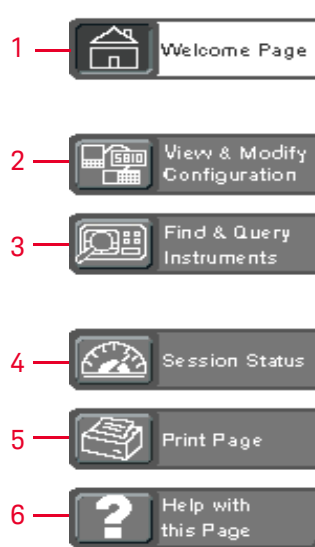 1 Welcome Page
2 5810 View & Modify
Configuration
3 Find & Query
Instruments
4 Session Status
5 Print Page
6 ? Help with
this Page